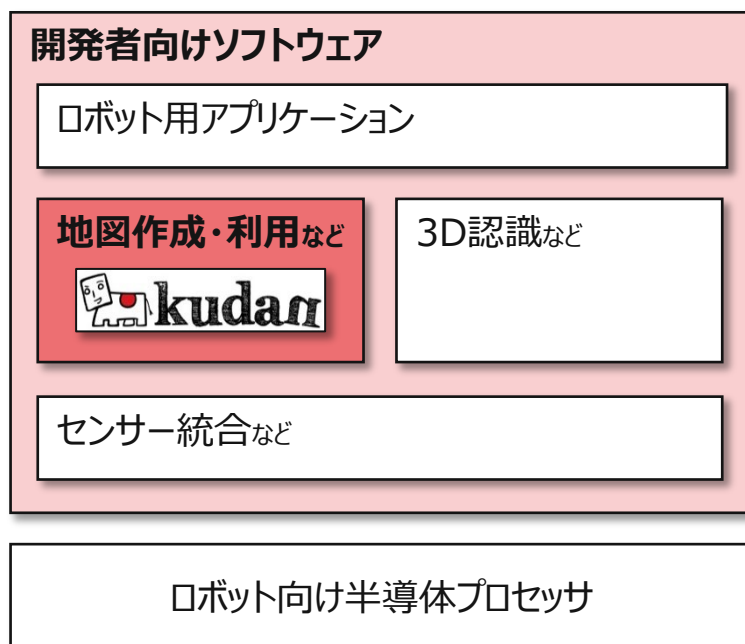 開発者向けソフトウェア
ロボット用アプリケーション
地図作成・利用など
kudan
3D認識など
センサー統合など
ロボット向け半導体プロセッサ